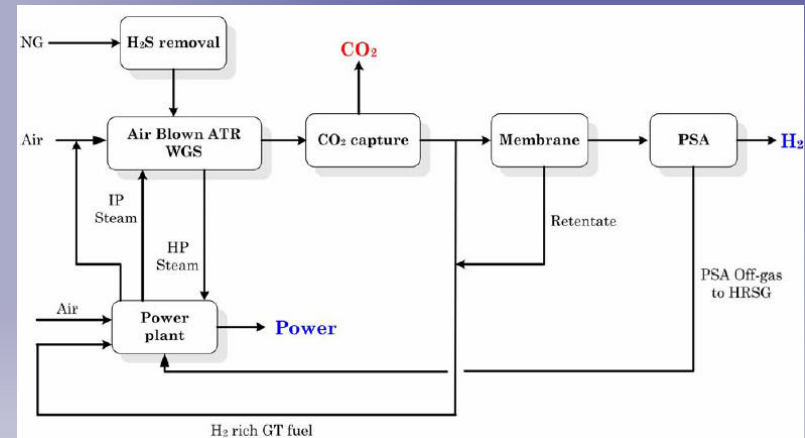 NG
H₂S removal
CO₂
Air
Air Blown ATR
WGS
CO₂ capture
Membrane
PSA
H₂
IP
Steam
HP
Steam
Retentate
PSA Off-gas
to HRSG
Air
Power
plant
Power
H₂ rich GT fuel